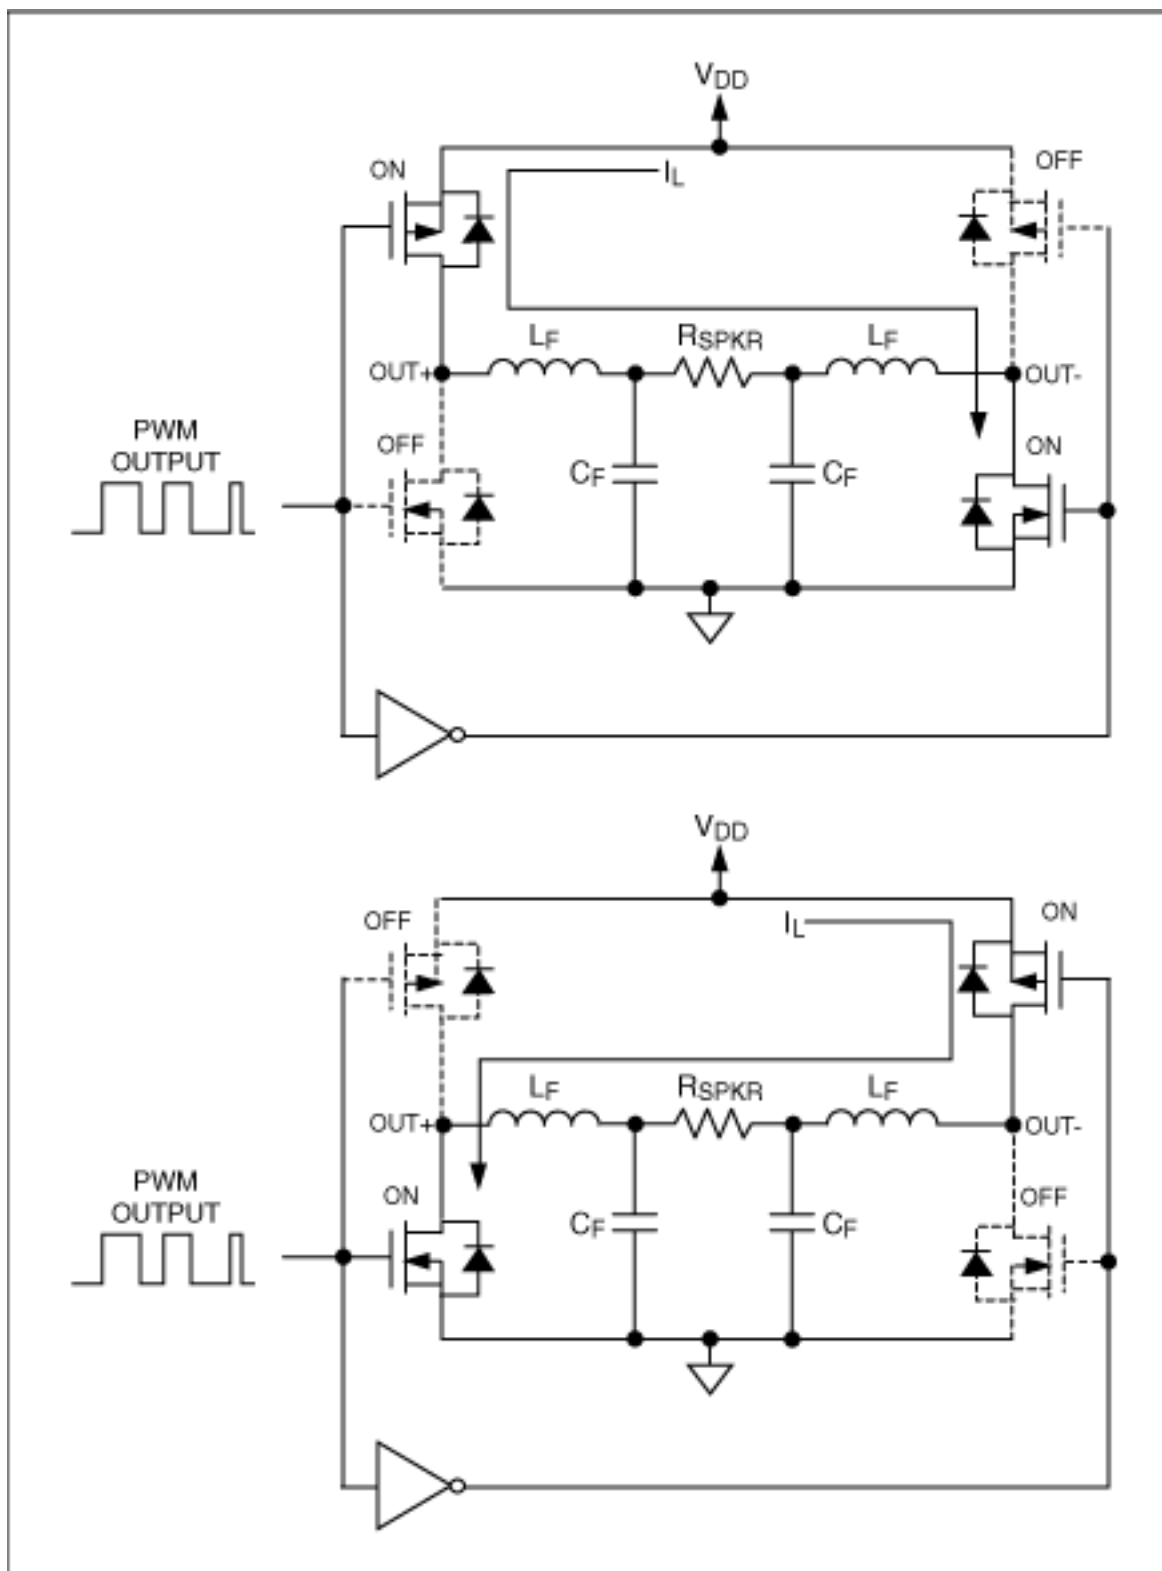 VDD
ON
IL
OFF
LF
RSPKR
LF
OUT+
OUT-
PWM
OUTPUT
OFF
CF
CF
ON
VDD
OFF
IL
ON
LF
RSPKR
LF
OUT+
OUT-
PWM
OUTPUT
ON
CF
CF
OFF